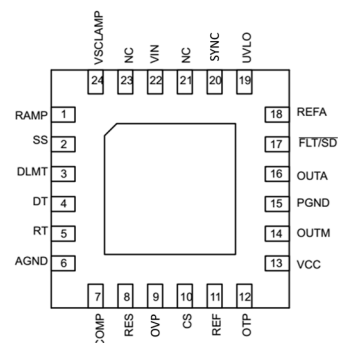 VSCLAMP
NC
VIN
NC
SYNC
UVLO
24
23
22
21
20
19
RAMP 1
SS 2
DLMT 3
DT 4
RT 5
AGND 6
18 REFA
17 FLT/SD
16 OUTA
15 PGND
14 OUTM
13 VCC
7
8
9
10
11
12
COMP
RES
OVP
CS
REF
OTP